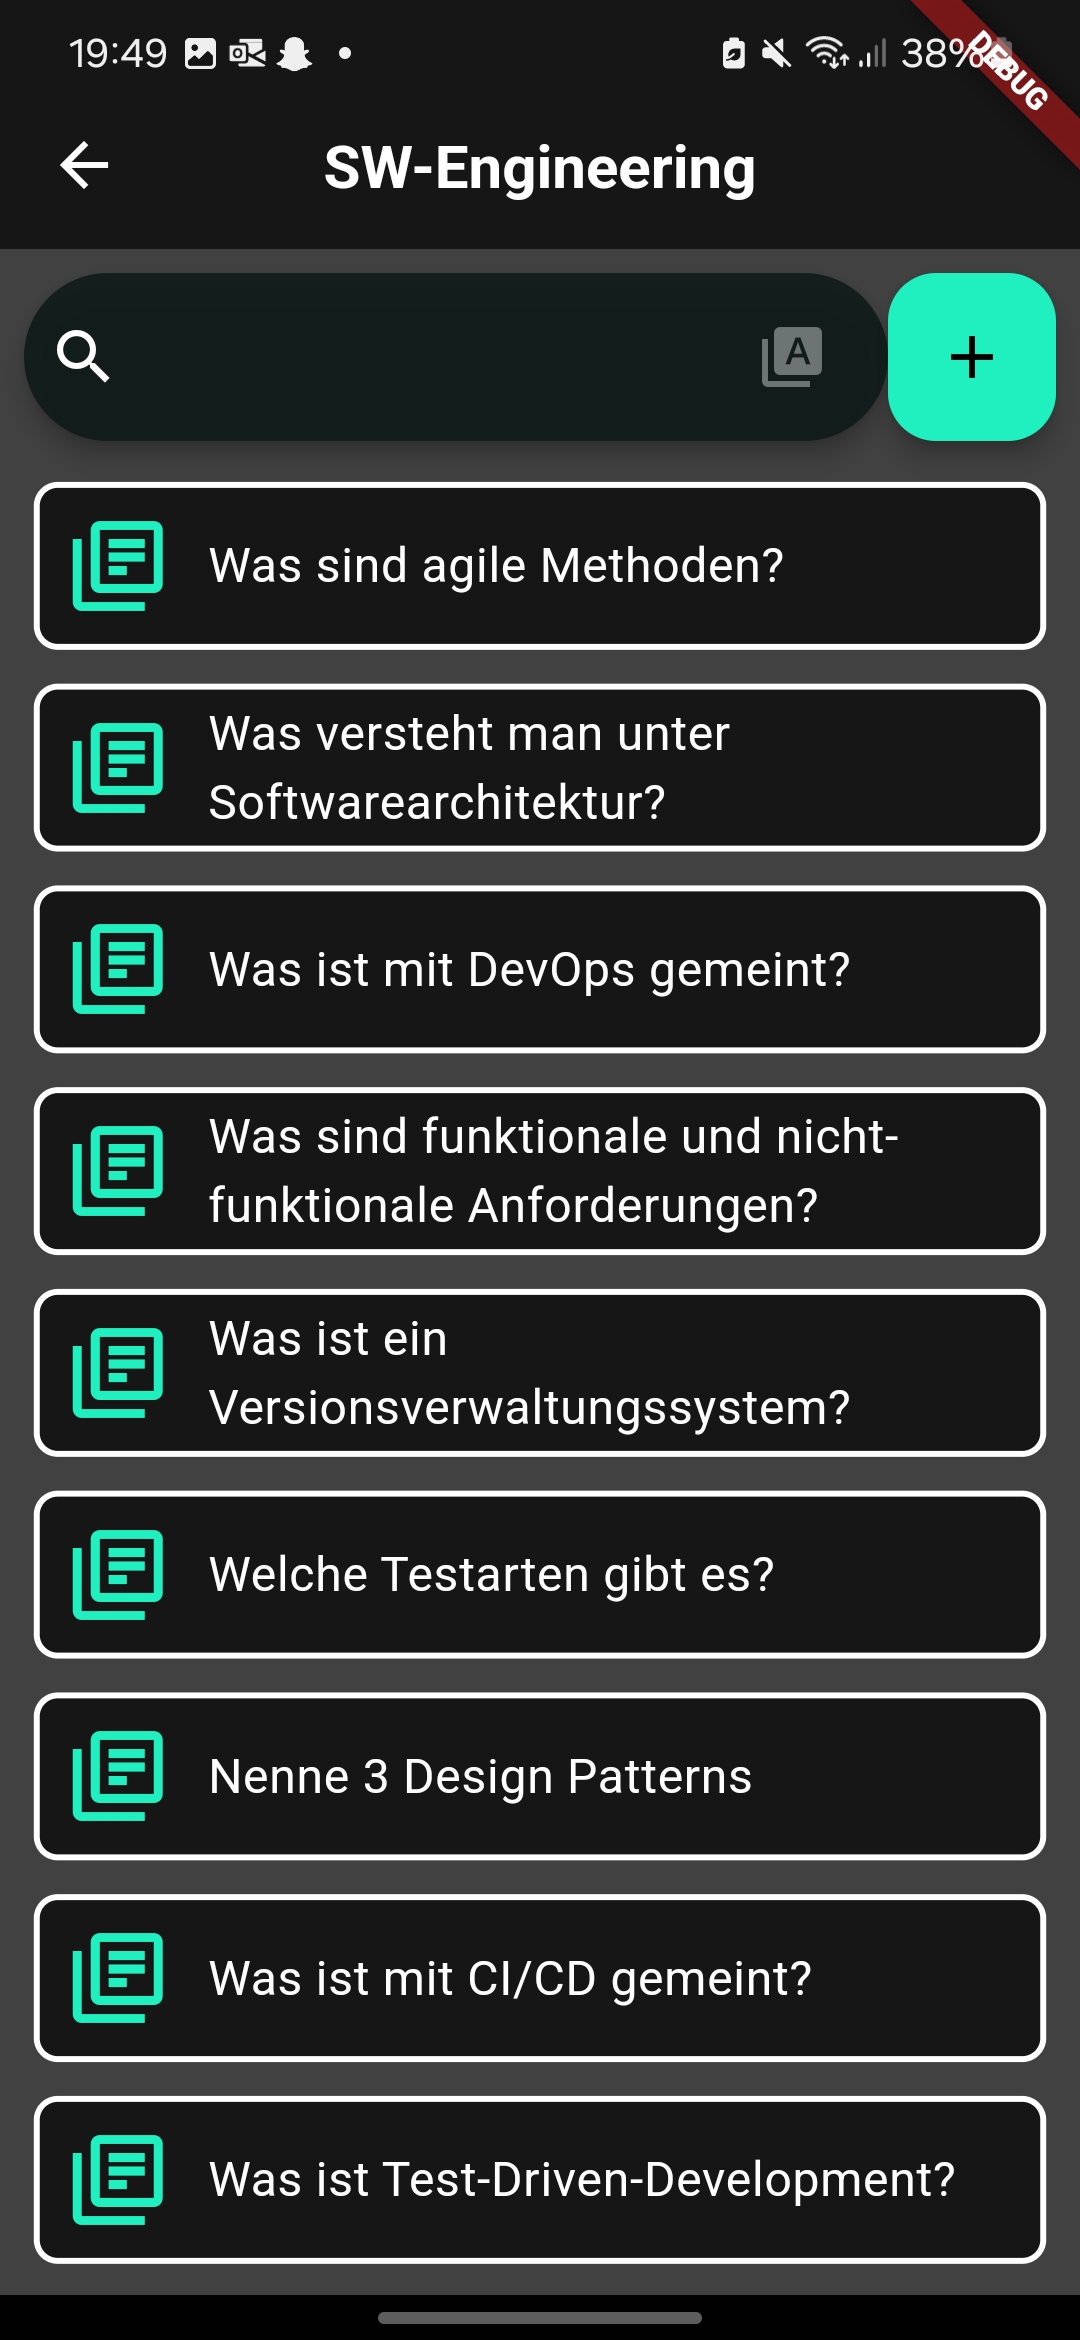 19:49
38%
DEBUG
SW-Engineering
A
Was sind agile Methoden?
Was versteht man unter
Softwarearchitektur?
Was ist mit DevOps gemeint?
Was sind funktionale und nicht-
funktionale Anforderungen?
Was ist ein
Versionsverwaltungssystem?
Welche Testarten gibt es?
Nenne 3 Design Patterns
Was ist mit CI/CD gemeint?
Was ist Test-Driven-Development?